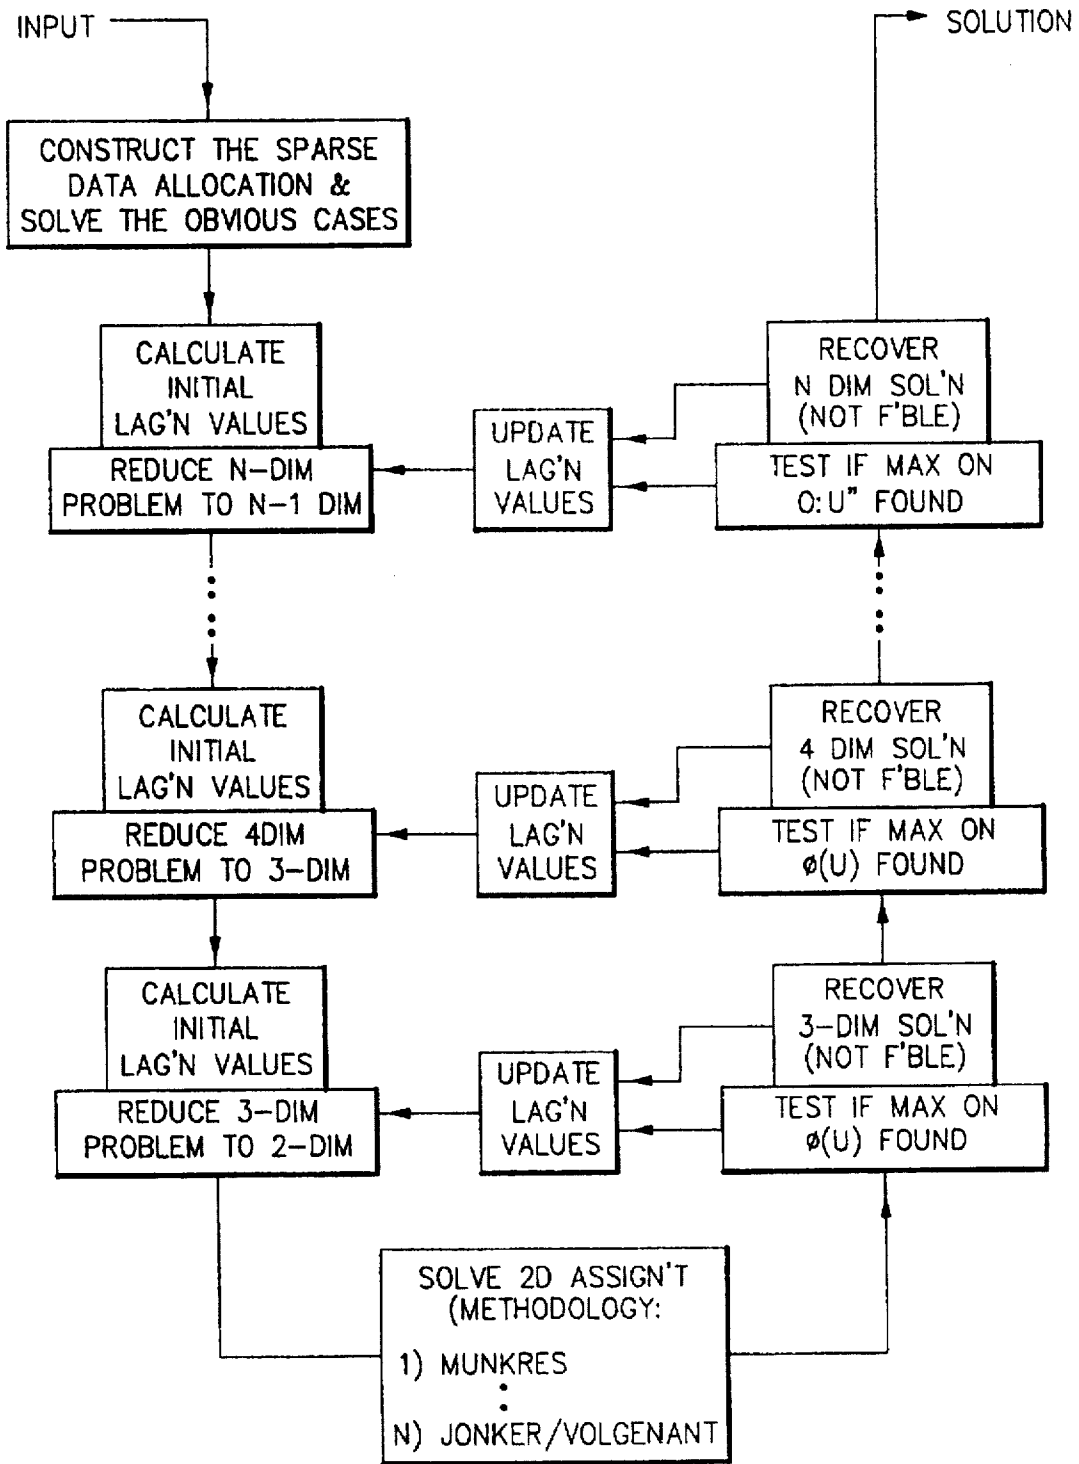 INPUT
SOLUTION
CONSTRUCT THE SPARSE
DATA ALLOCATION &
SOLVE THE OBVIOUS CASES
CALCULATE
INITIAL
LAG'N VALUES
REDUCE N-DIM
PROBLEM TO N-1 DIM
UPDATE
LAG'N
VALUES
RECOVER
N DIM SOL'N
(NOT F'BLE)
TEST IF MAX ON
O:U" FOUND
CALCULATE
INITIAL
LAG'N VALUES
REDUCE 4DIM
PROBLEM TO 3-DIM
UPDATE
LAG'N
VALUES
RECOVER
4 DIM SOL'N
(NOT F'BLE)
TEST IF MAX ON
ø(U) FOUND
CALCULATE
INITIAL
LAG'N VALUES
REDUCE 3-DIM
PROBLEM TO 2-DIM
UPDATE
LAG'N
VALUES
RECOVER
3-DIM SOL'N
(NOT F'BLE)
TEST IF MAX ON
ø(U) FOUND
SOLVE 2D ASSIGN'T
(METHODOLOGY:
1) MUNKRES
N) JONKER/VOLGENANT